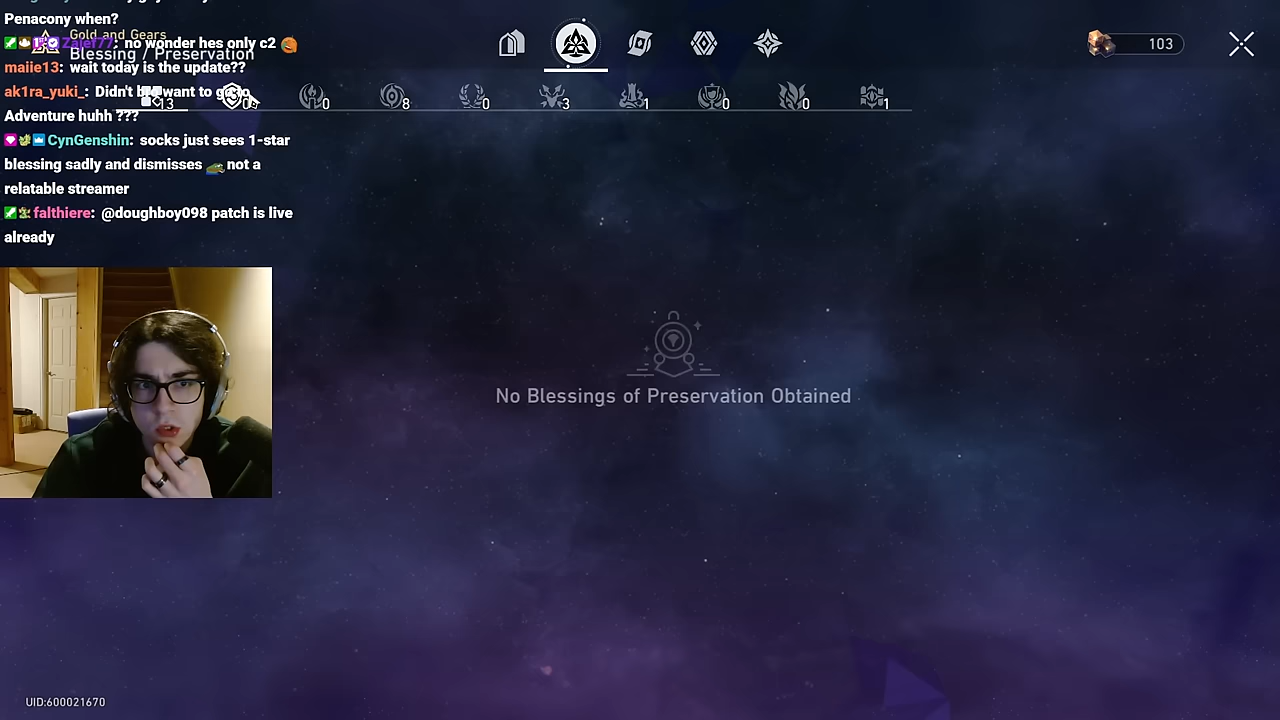 Penacony when?
Gold and Gears
Zaief77: no wonder hes only c2
Blessing / Preservation
103
maiie13: wait today is the update??
ak1ra_yuki_: Didn't bro want to go to
13 0 0 8 0 3 1 0 0 1
Adventure huhh ???
CynGenshin: socks just sees 1-star
blessing sadly and dismisses not a
relatable streamer
falthiere: @doughboy098 patch is live
already
No Blessings of Preservation Obtained
UID:600021670